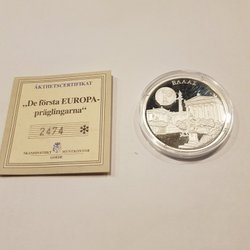 ÄKTHETSCERTIFIKAT
„De första EUROPA-
präglingarna“
2474
SKANDINAVISKT MYNTKONTOR
ΕΛΛΑΣ